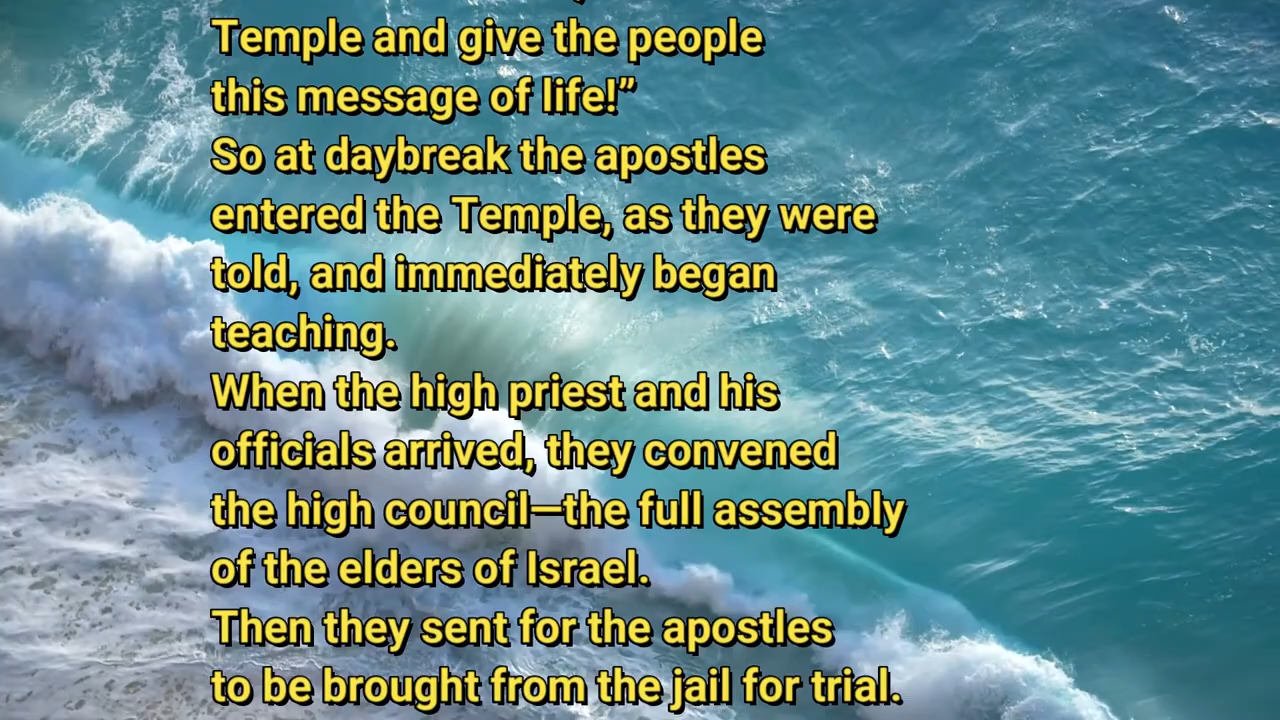 Temple and give the people
this message of life!”
So at daybreak the apostles
entered the Temple, as they were
told, and immediately began
teaching.
When the high priest and his
officials arrived, they convened
the high council—the full assembly
of the elders of Israel.
Then they sent for the apostles
to be brought from the jail for trial.